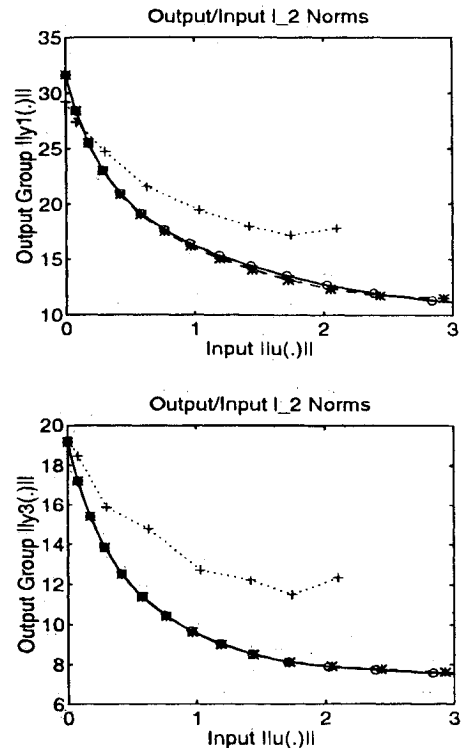 Output/Input l_2 Norms
Output Group ||y1(.)||
35
30
25
20
15
10
0 1 2 3
Input ||u(.)||
Output/Input l_2 Norms
Output Group ||y3(.)||
20
18
16
14
12
10
8
6
0 1 2 3
Input ||u(.)||